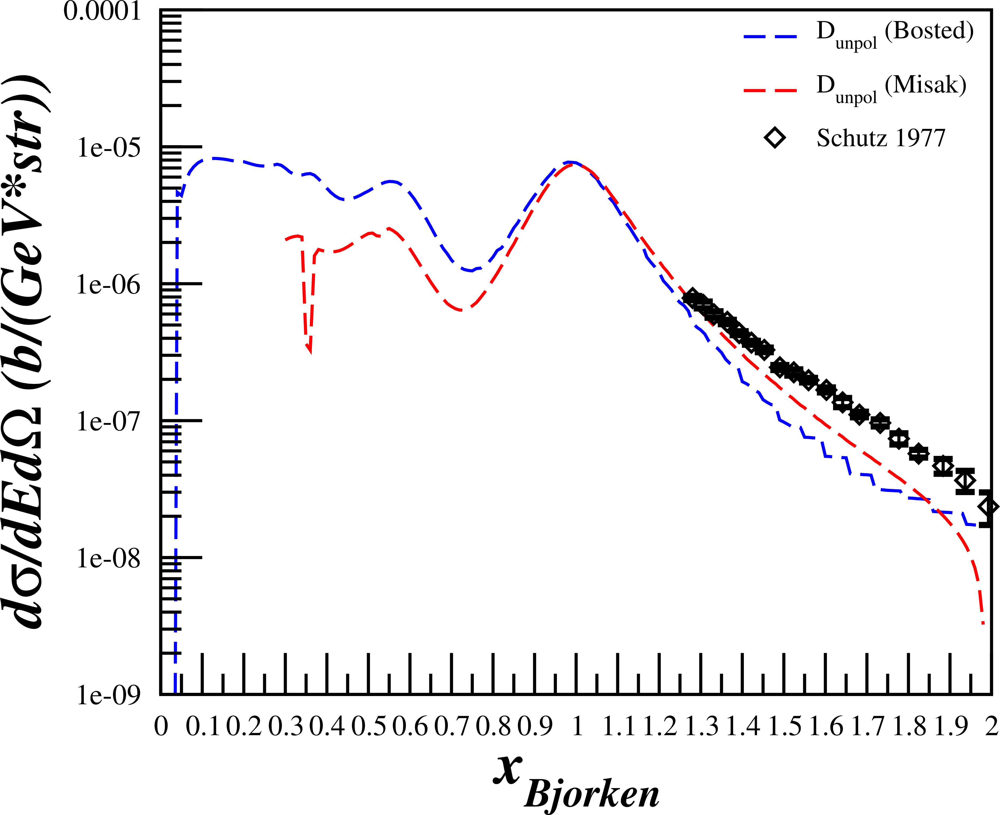 0.0001
1e-05
1e-06
1e-07
1e-08
1e-09
dσ/dEdΩ (b/(GeV*str))
D_unpol (Bosted)
D_unpol (Misak)
Schutz 1977
0 0.1 0.2 0.3 0.4 0.5 0.6 0.7 0.8 0.9 1 1.1 1.2 1.3 1.4 1.5 1.6 1.7 1.8 1.9 2
x_Bjorken